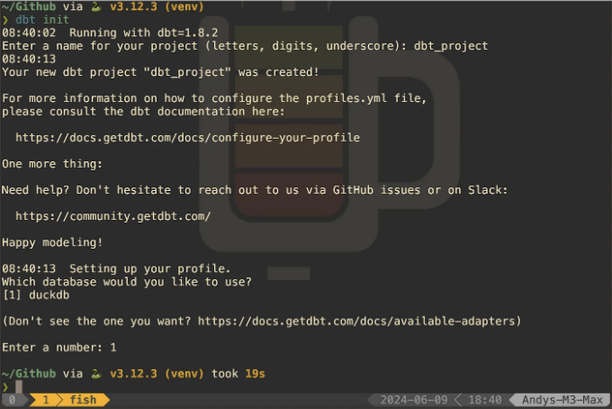 ~/Github via 🐍 v3.12.3 (venv)
❯ dbt init
08:40:02  Running with dbt=1.8.2
Enter a name for your project (letters, digits, underscore): dbt_project
08:40:13
Your new dbt project "dbt_project" was created!
For more information on how to configure the profiles.yml file,
please consult the dbt documentation here:
https://docs.getdbt.com/docs/configure-your-profile
One more thing:
Need help? Don't hesitate to reach out to us via GitHub issues or on Slack:
https://community.getdbt.com/
Happy modeling!
08:40:13  Setting up your profile.
Which database would you like to use?
[1] duckdb
(Don't see the one you want? https://docs.getdbt.com/docs/available-adapters)
Enter a number: 1
~/Github via 🐍 v3.12.3 (venv) took 19s
❯
0 1 fish 2024-06-09 18:40 Andys-M3-Max